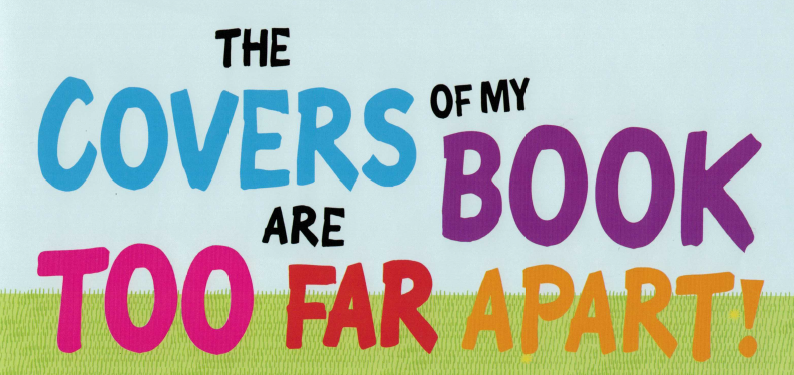 THE
COVERS OF MY
BOOK
ARE
TOO FAR APART!